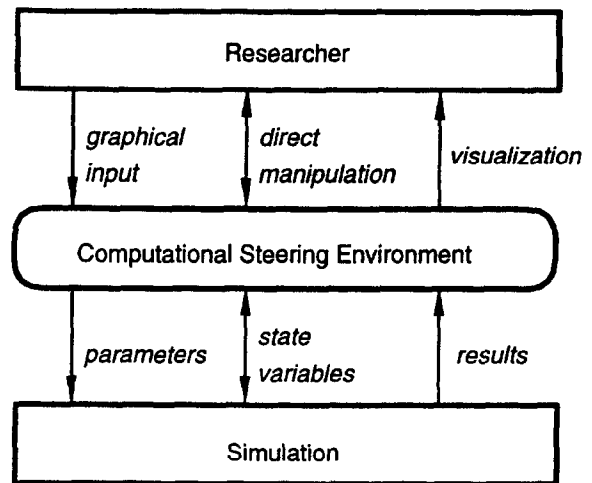 Researcher
graphical
input
direct
manipulation
visualization
Computational Steering Environment
parameters
state
variables
results
Simulation